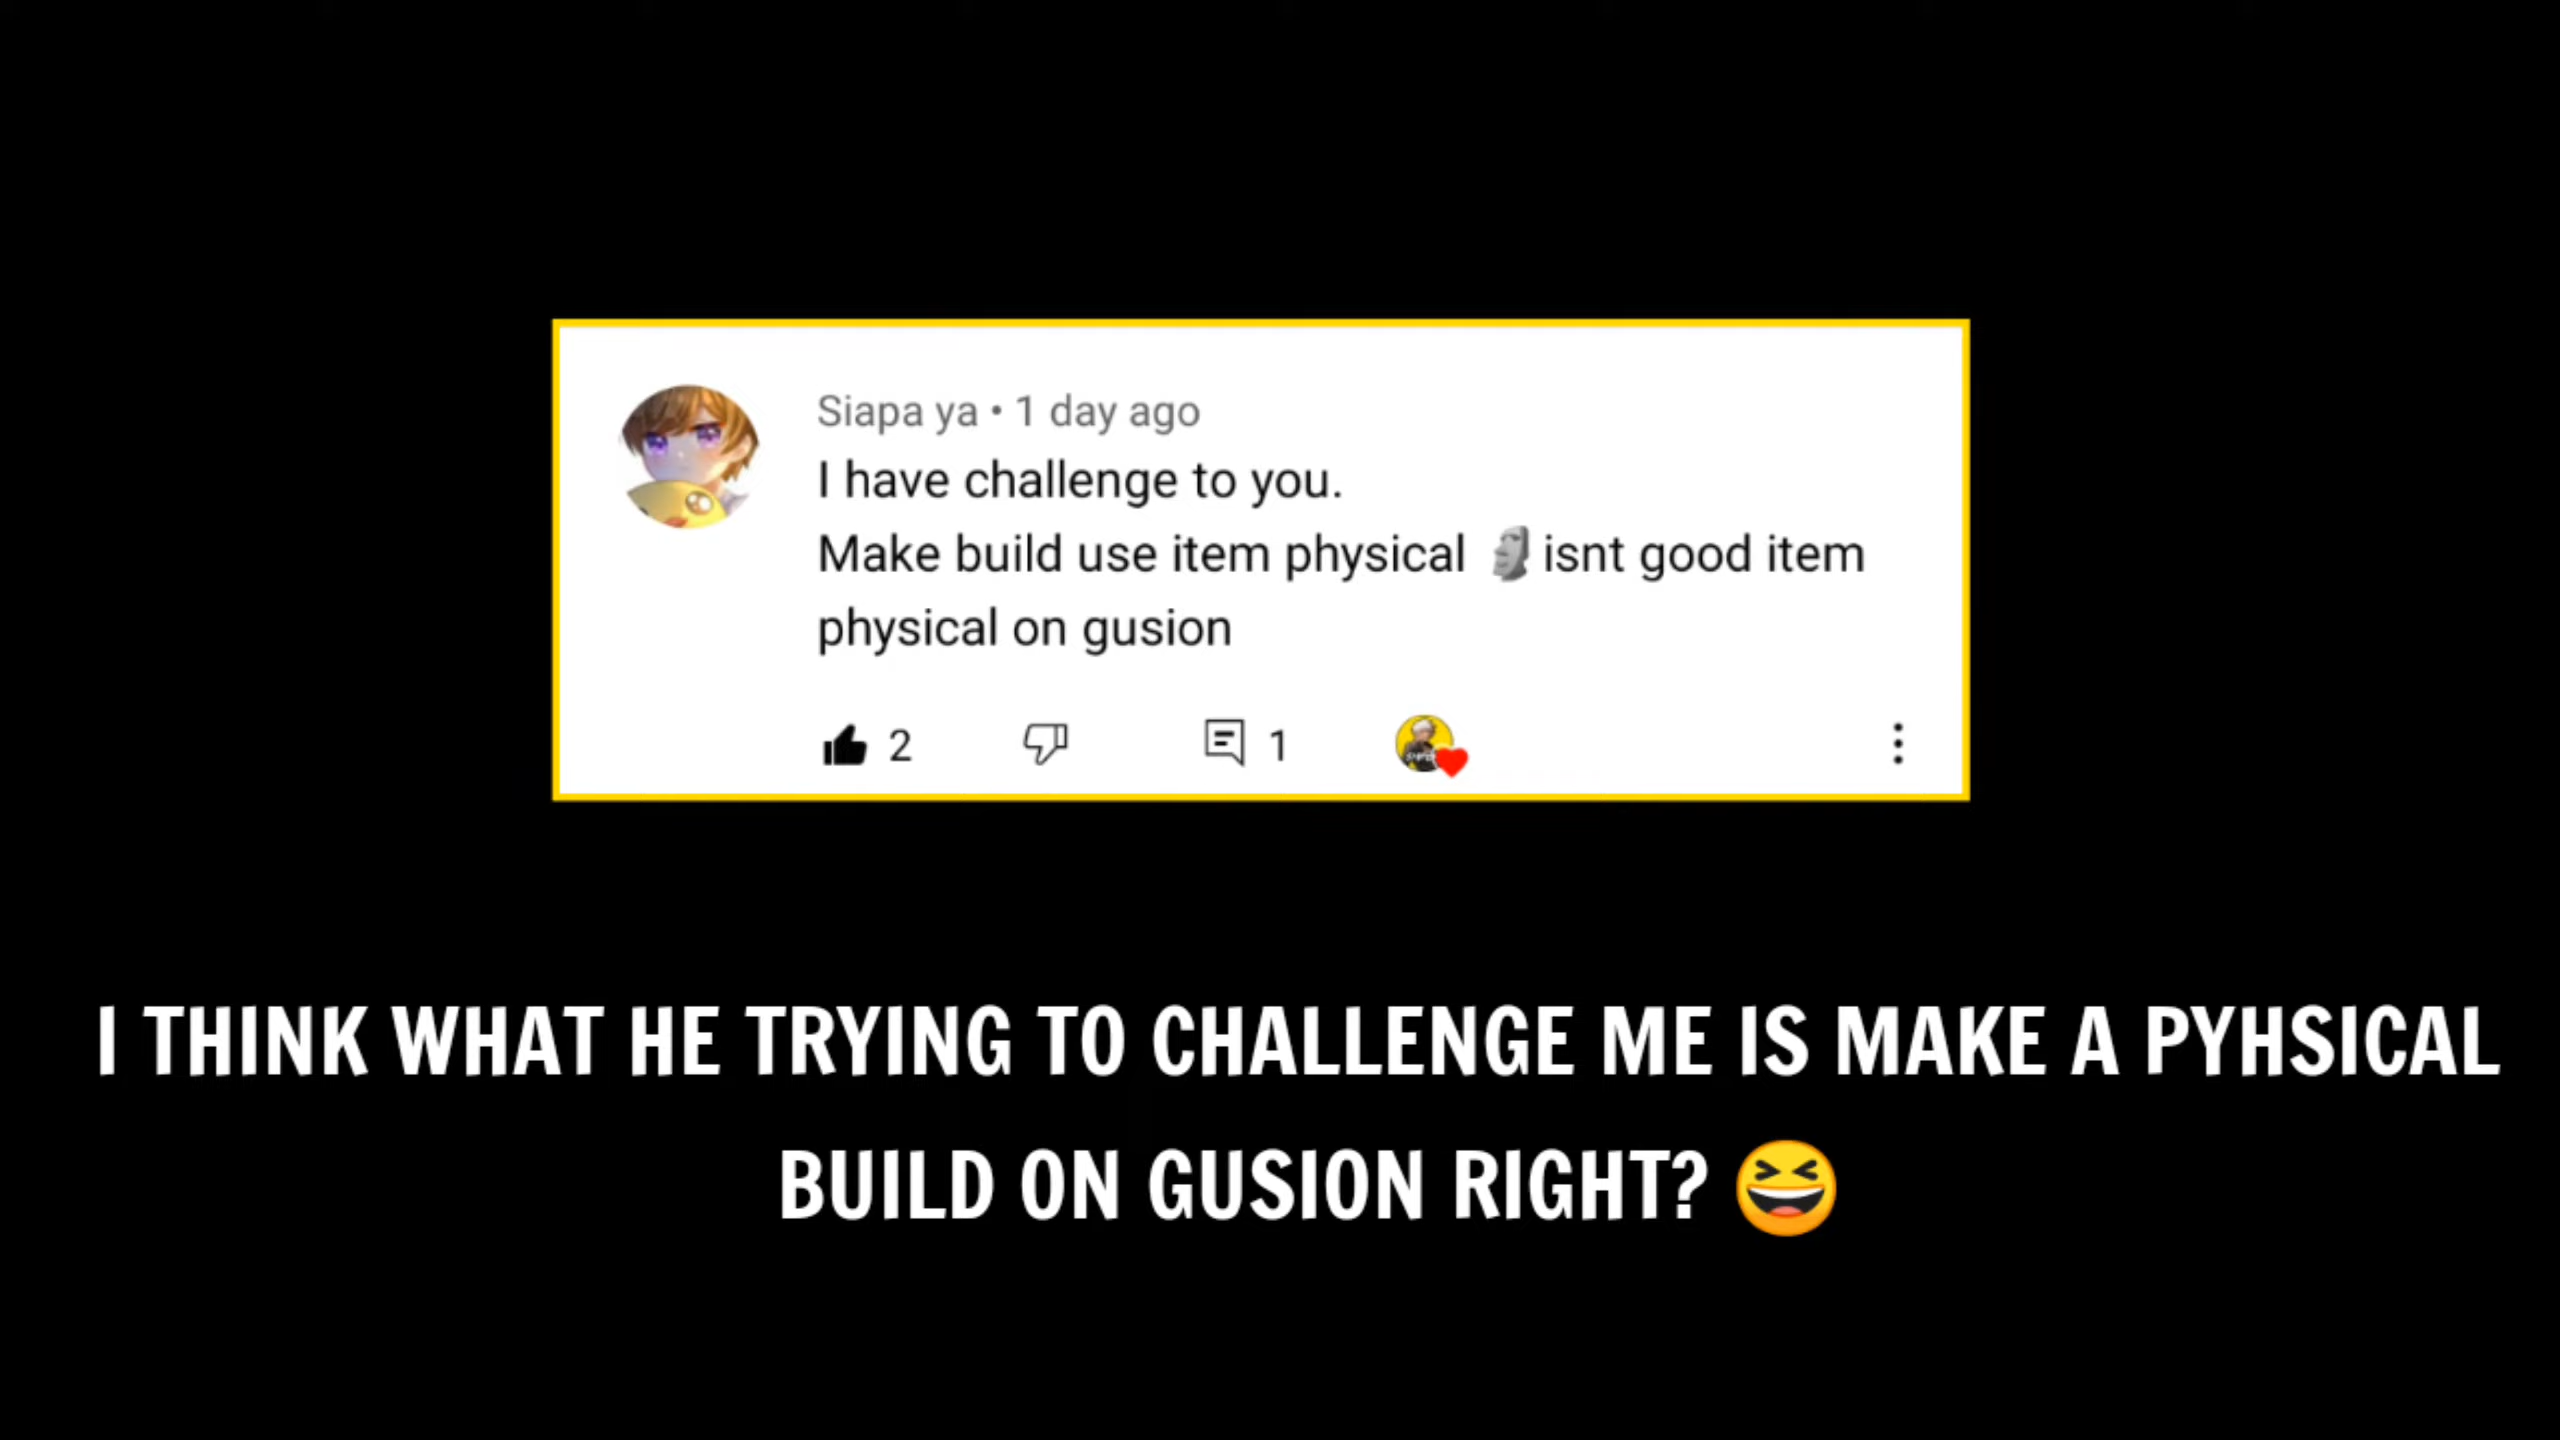 Siapa ya • 1 day ago
I have challenge to you.
Make build use item physical 🗿 isnt good item
physical on gusion
2
1
I THINK WHAT HE TRYING TO CHALLENGE ME IS MAKE A PYHSICAL
BUILD ON GUSION RIGHT? 😆